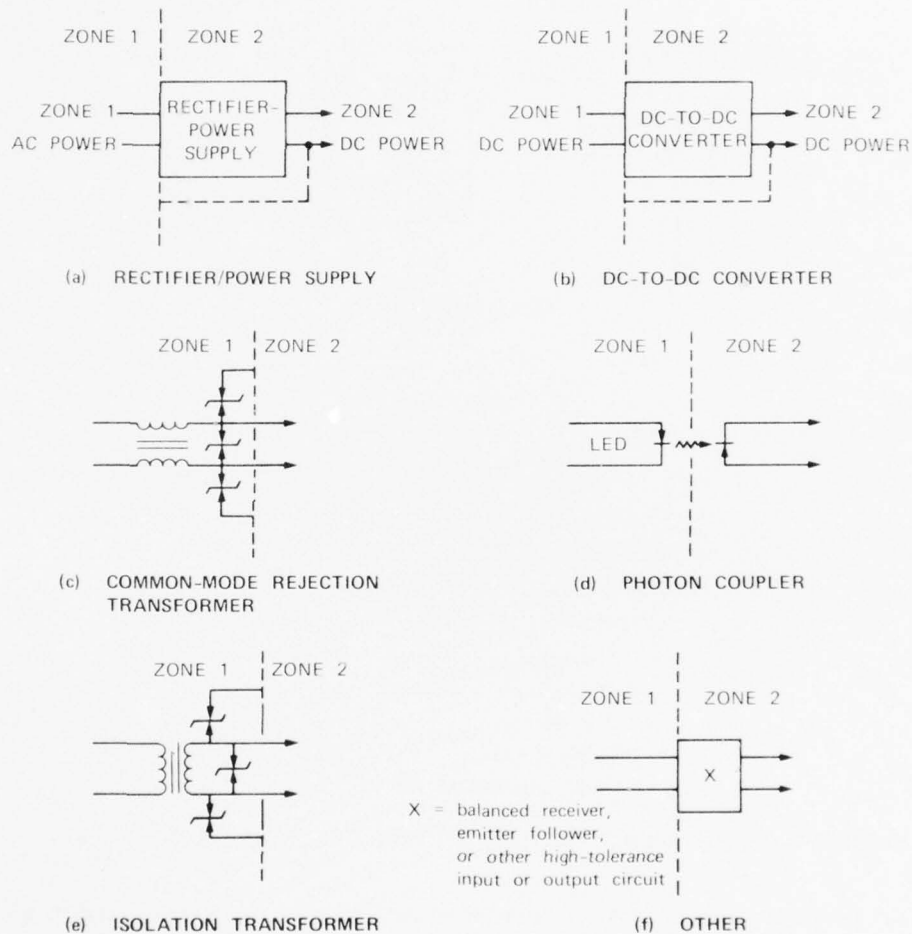 ZONE 1 ZONE 2
ZONE 1
AC POWER
RECTIFIER-
POWER
SUPPLY
ZONE 2
DC POWER
(a) RECTIFIER/POWER SUPPLY
ZONE 1 ZONE 2
ZONE 1
DC POWER
DC-TO-DC
CONVERTER
ZONE 2
DC POWER
(b) DC-TO-DC CONVERTER
ZONE 1 ZONE 2
(c) COMMON-MODE REJECTION
TRANSFORMER
ZONE 1 ZONE 2
LED
(d) PHOTON COUPLER
ZONE 1 ZONE 2
(e) ISOLATION TRANSFORMER
ZONE 1 ZONE 2
X
X = balanced receiver,
emitter follower,
or other high-tolerance
input or output circuit
(f) OTHER